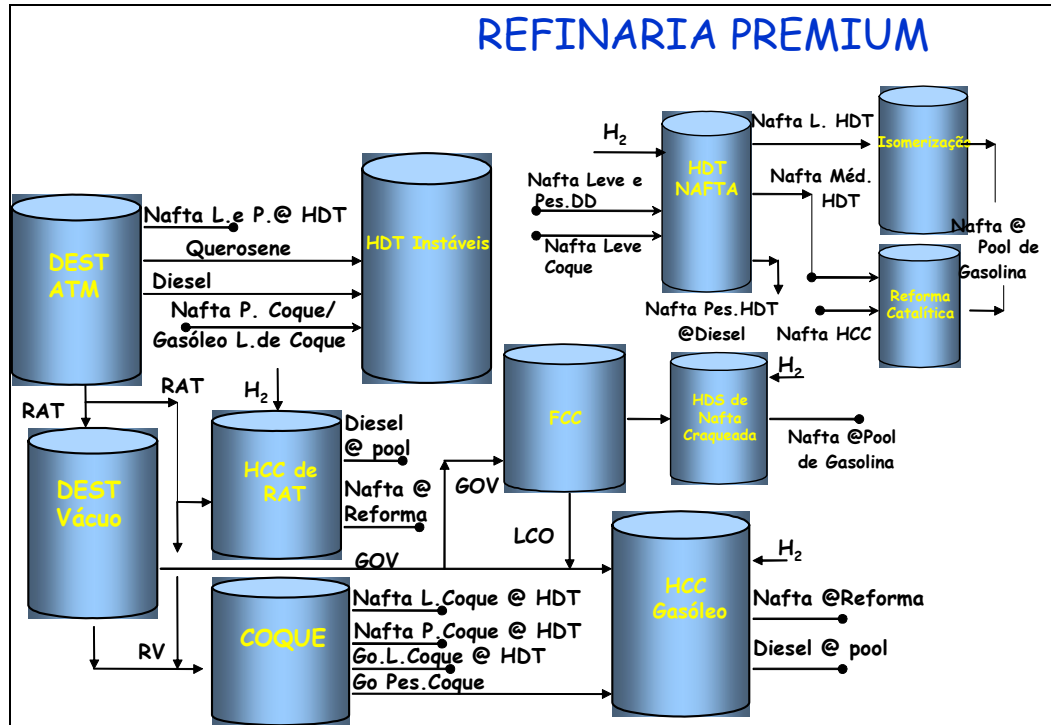 REFINARIA PREMIUM
DEST
ATM
Nafta L.e P.@ HDT
Querosene
Diesel
Nafta P. Coque/
Gasóleo L.de Coque
HDT Instáveis
H2
Nafta Leve e
Pes.DD
Nafta Leve
Coque
HDT
NAFTA
Nafta L. HDT
Nafta Méd.
HDT
Nafta Pes.HDT
@Diesel
Isomerização
Nafta @
Pool de
Gasolina
Reforma
Catalítica
Nafta HCC
RAT
RAT
H2
DEST
Vácuo
HCC de
RAT
Diesel
@ pool
Nafta @
Reforma
GOV
GOV
FCC
LCO
H2
HDS de
Nafta
Craqueada
Nafta @Pool
de Gasolina
RV
COQUE
Nafta L.Coque @ HDT
Nafta P.Coque @ HDT
Go.L.Coque @ HDT
Go Pes.Coque
HCC
Gasóleo
H2
Nafta @Reforma
Diesel @ pool